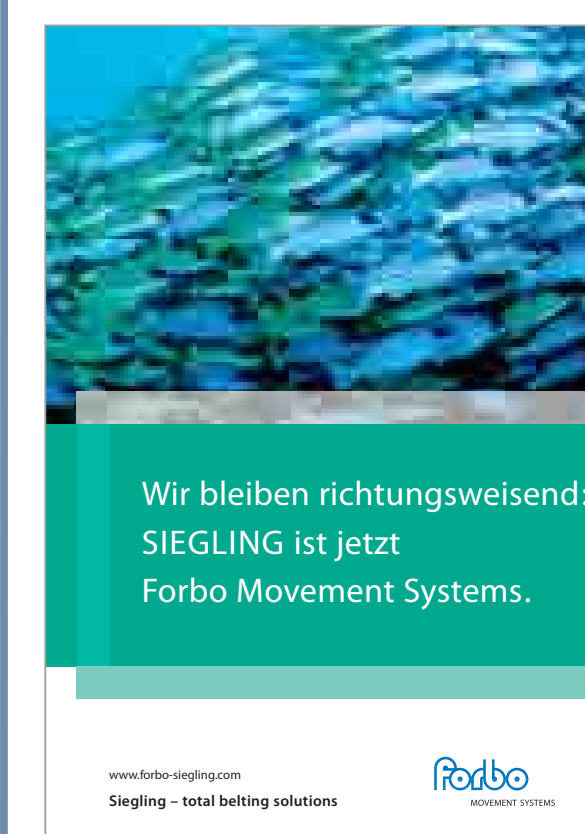 Wir bleiben richtungsweisend:
SIEGLING ist jetzt
Forbo Movement Systems.
www.forbo-siegling.com
Siegling – total belting solutions
forbo
MOVEMENT SYSTEMS